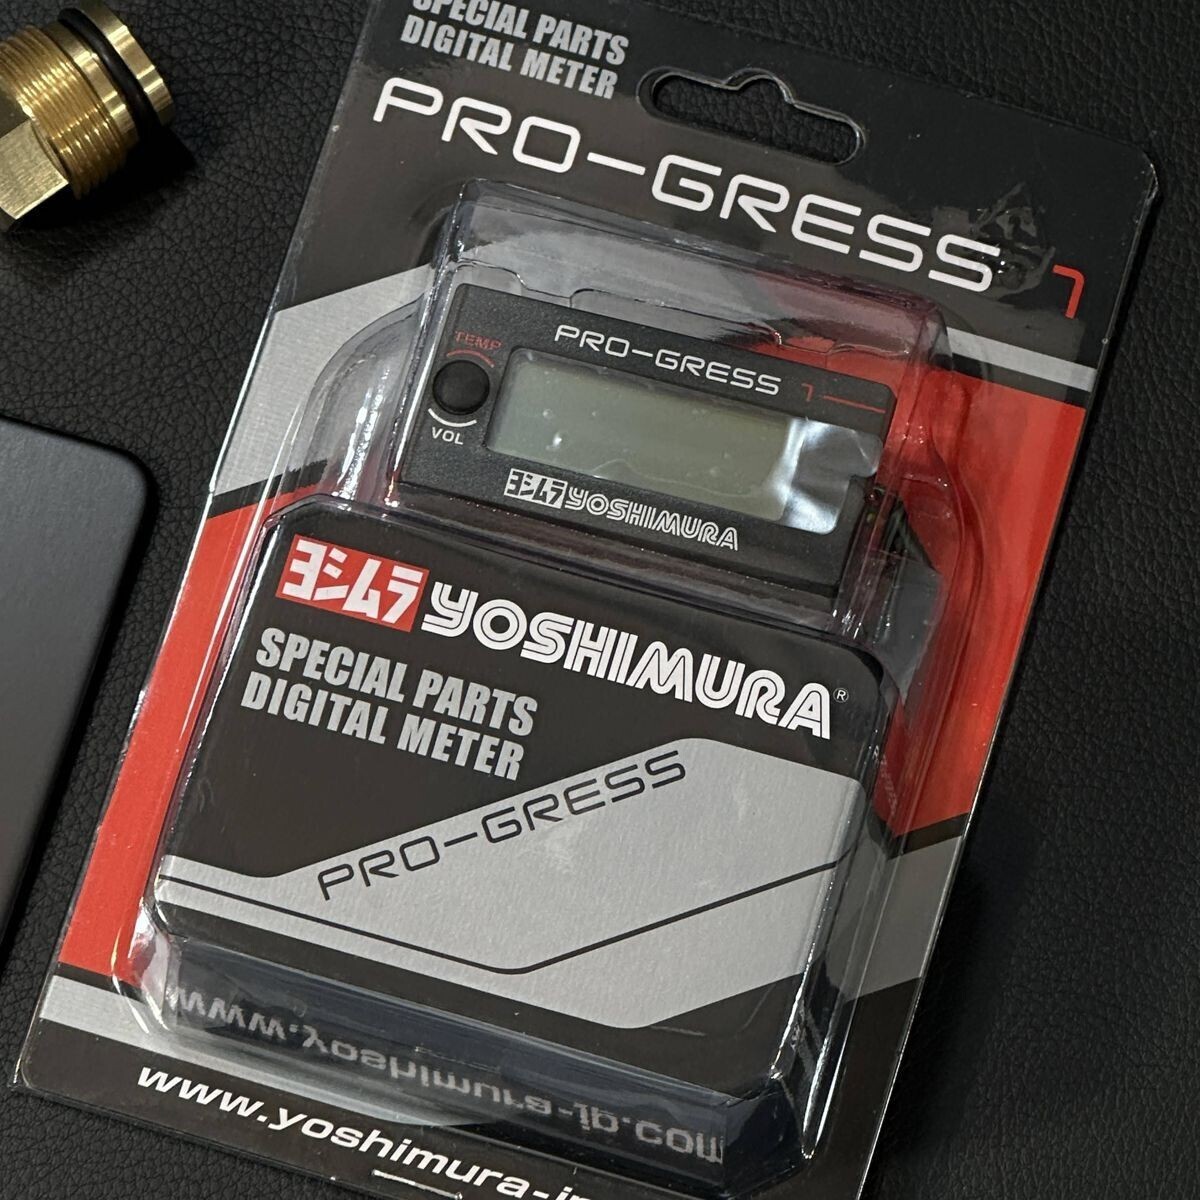 SPECIAL PARTS
DIGITAL METER
PRO-GRESS 1
TEMP
VOL
PRO-GRESS 1
ヨシムラ YOSHIMURA
ヨシムラ YOSHIMURA®
SPECIAL PARTS
DIGITAL METER
PRO-GRESS
www.yoshimura-jp.com
www.yoshimura-jp